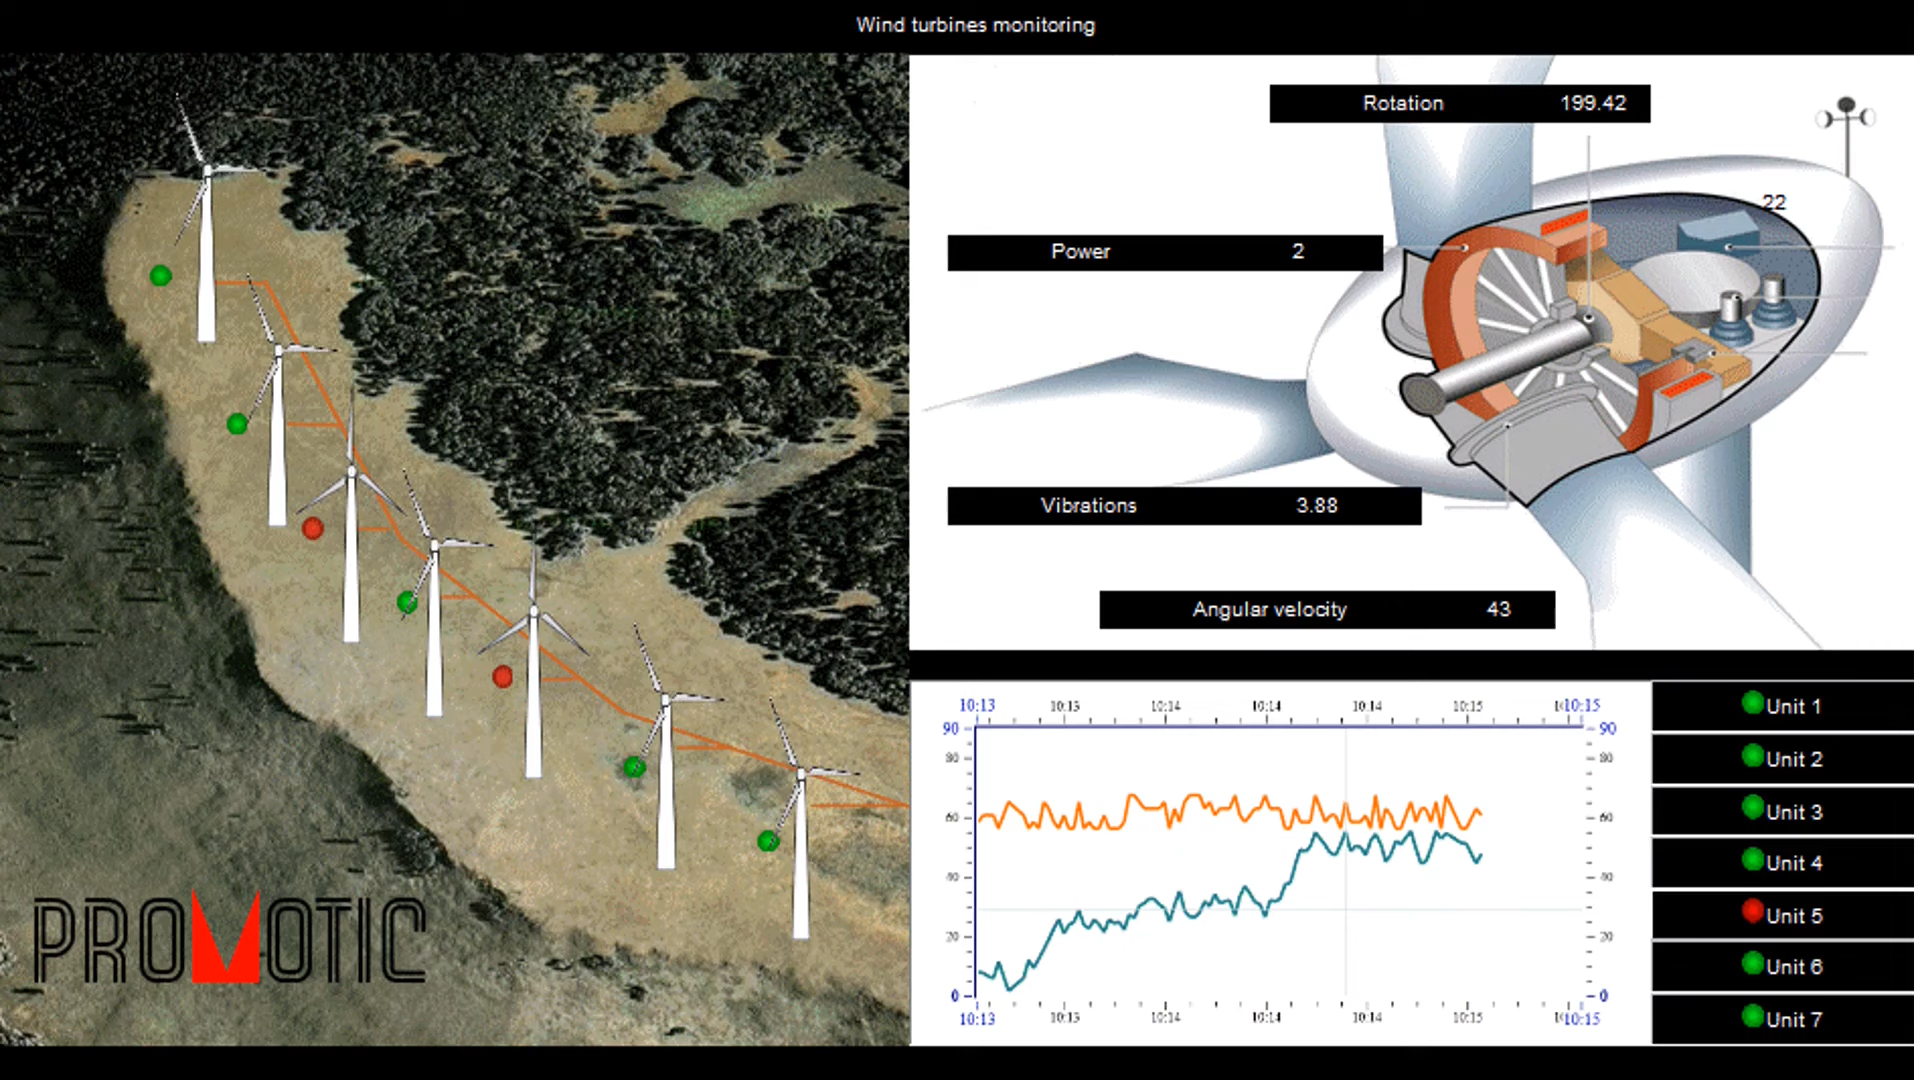 Wind turbines monitoring
Rotation 199.42
22
Power 2
Vibrations 3.88
Angular velocity 43
10:13 10:13 10:14 10:14 10:14 10:15 10:15
90 90
80 80
60 60
40 40
20 20
0 0
10:13 10:13 10:14 10:14 10:14 10:15 10:15
Unit 1
Unit 2
Unit 3
Unit 4
Unit 5
Unit 6
Unit 7
PROMOTIC